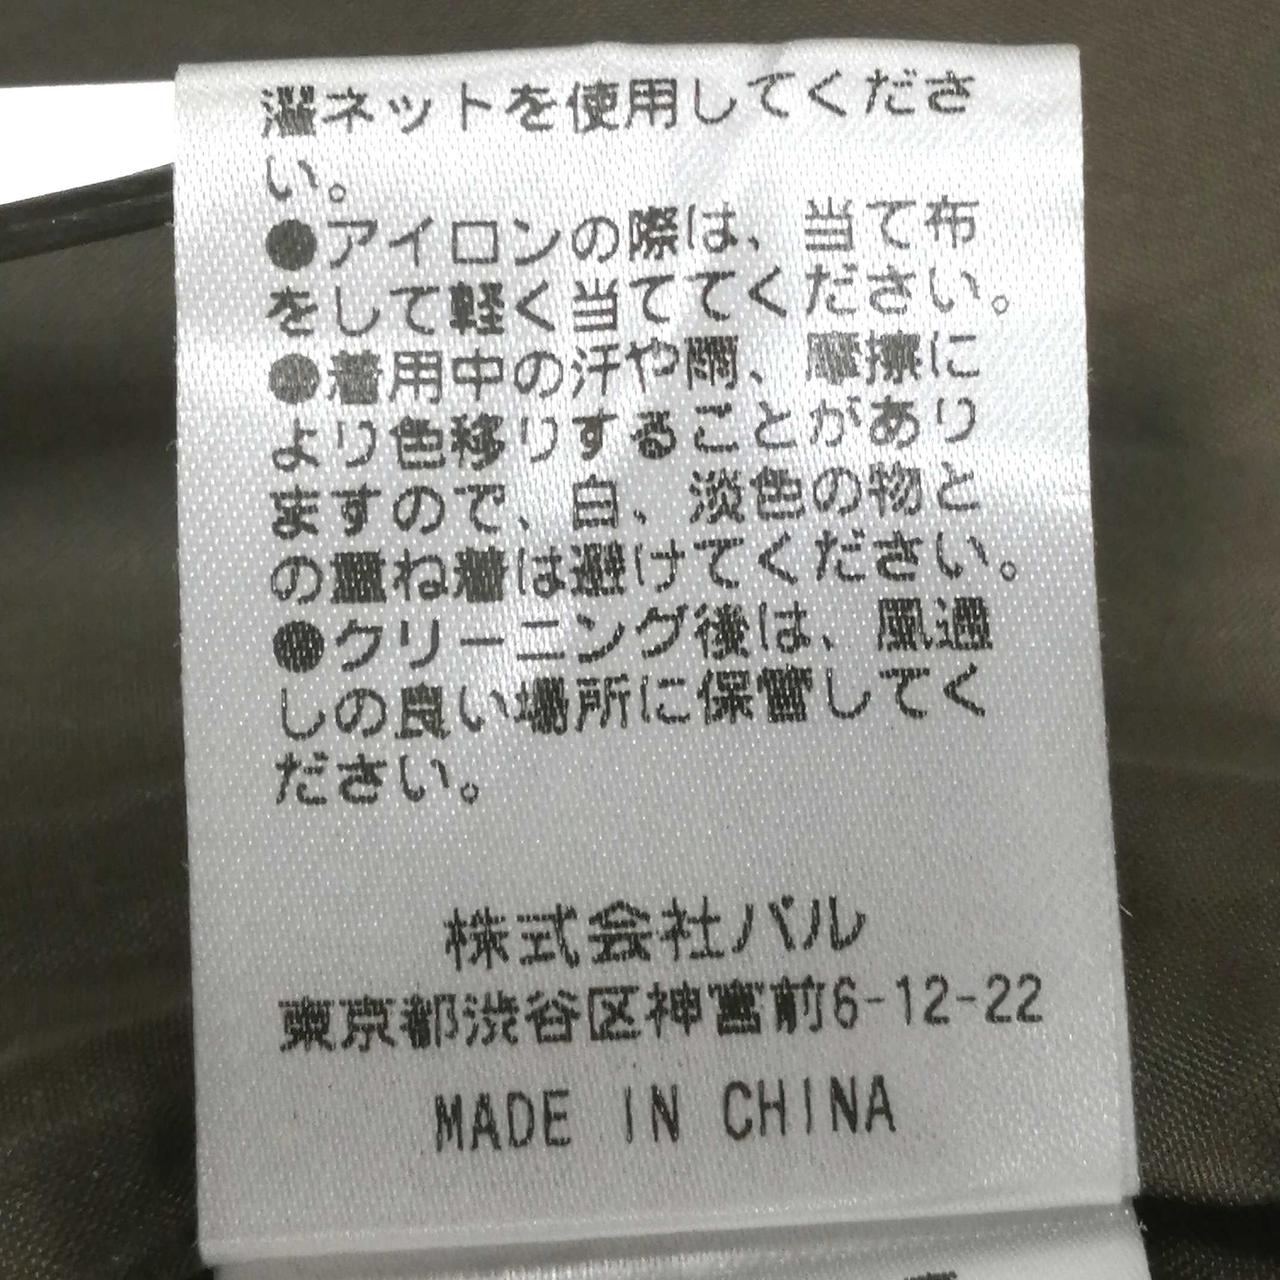 濯ネットを使用してくださ
い。
●アイロンの際は、当て布
をして軽く当ててください。
●着用中の汗や雨、摩擦に
より色移りすることがあり
ますので、白、淡色の物と
の重ね着は避けてください。
●クリーニング後は、風通
しの良い場所に保管してく
ださい。
株式会社パル
東京都渋谷区神宮前6-12-22
MADE IN CHINA